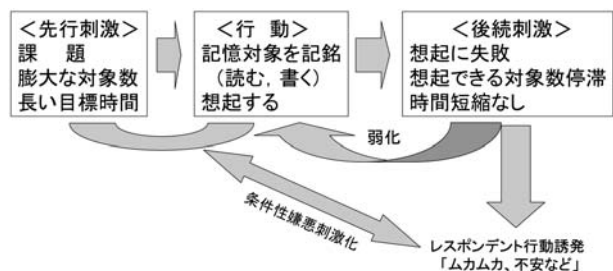 ＜先行刺激＞
課　題
膨大な対象数
長い目標時間
＜行 動＞
記憶対象を記銘
（読む，書く）
想起する
＜後続刺激＞
想起に失敗
想起できる対象数停滞
時間短縮なし
弱化
条件性嫌悪刺激化
レスポンデント行動誘発
「ムカムカ、不安など」